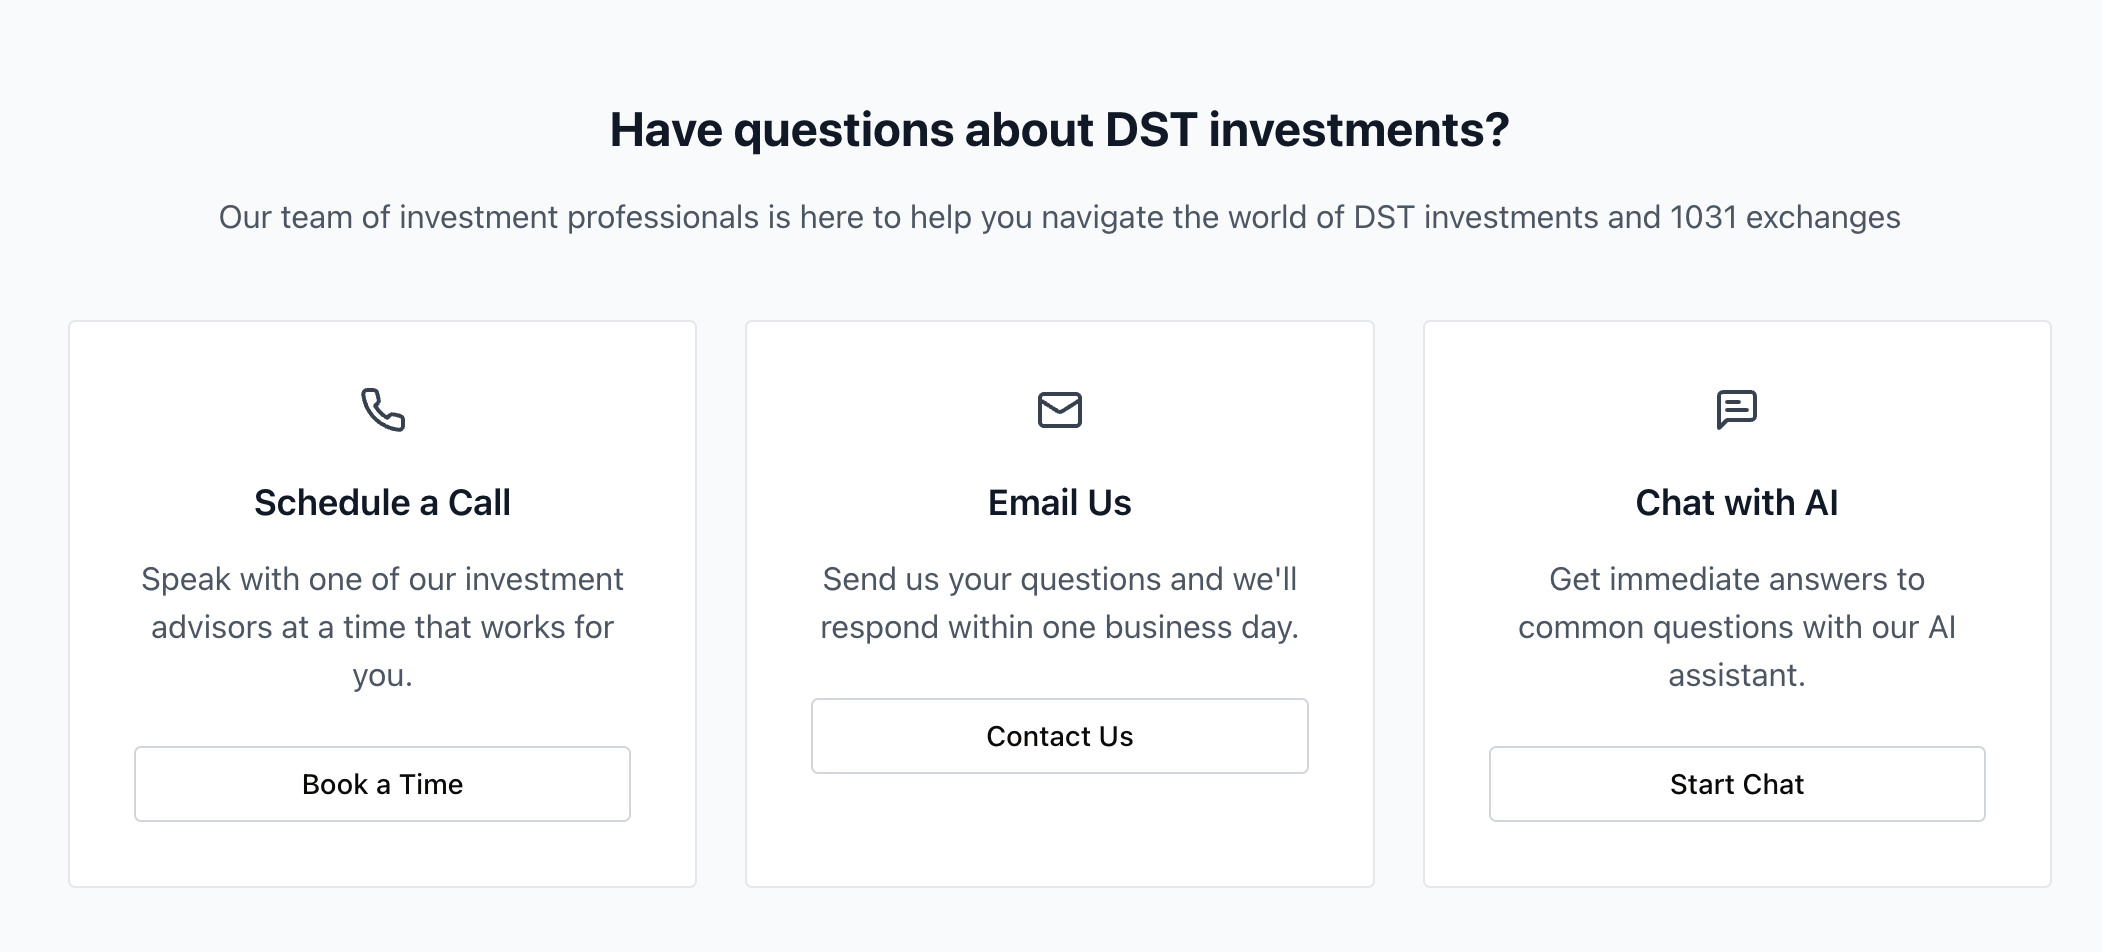 Have questions about DST investments?
Our team of investment professionals is here to help you navigate the world of DST investments and 1031 exchanges
Schedule a Call
Speak with one of our investment
advisors at a time that works for
you.
Book a Time
Email Us
Send us your questions and we'll
respond within one business day.
Contact Us
Chat with AI
Get immediate answers to
common questions with our AI
assistant.
Start Chat